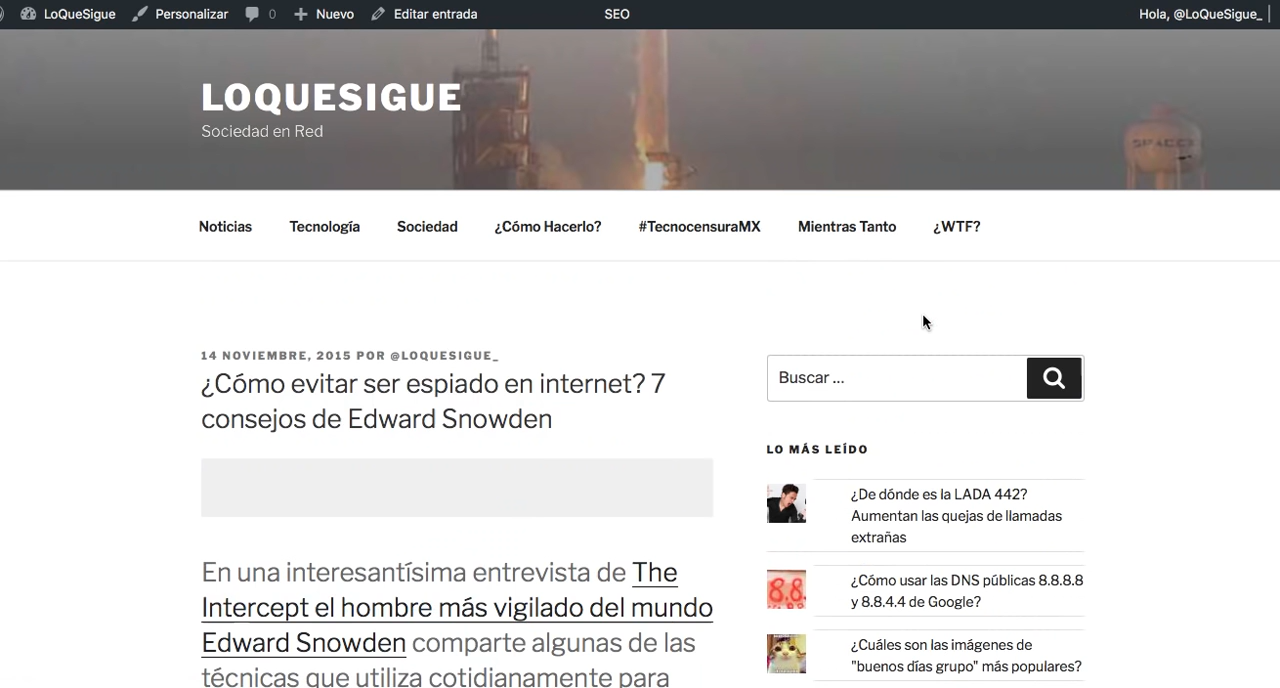 LoQueSigue Personalizar 0 Nuevo Editar entrada SEO Hola, @LoQueSigue_
LOQUESIGUE
Sociedad en Red
SPACEX
Noticias Tecnología Sociedad ¿Cómo Hacerlo? #TecnocensuraMX Mientras Tanto ¿WTF?
14 NOVIEMBRE, 2015 POR @LOQUESIGUE_
¿Cómo evitar ser espiado en internet? 7
consejos de Edward Snowden
En una interesantísima entrevista de The
Intercept el hombre más vigilado del mundo
Edward Snowden comparte algunas de las
técnicas que utiliza cotidianamente para
Buscar ...
LO MÁS LEÍDO
¿De dónde es la LADA 442?
Aumentan las quejas de llamadas
extrañas
8.8.
¿Cómo usar las DNS públicas 8.8.8.8
y 8.8.4.4 de Google?
¿Cuáles son las imágenes de
"buenos días grupo" más populares?